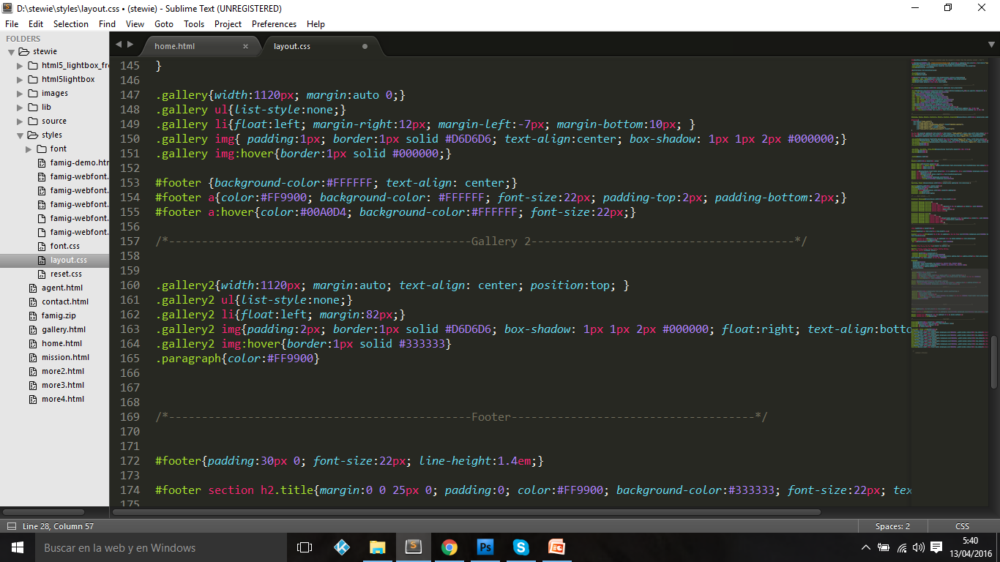 D:\stewie\styles\layout.css • (stewie) - Sublime Text (UNREGISTERED)
File Edit Selection Find View Goto Tools Project Preferences Help
FOLDERS
stewie
html5_lightbox_fr
html5lightbox
images
lib
source
styles
font
famig-demo.htr
famig-webfont.
famig-webfont.
famig-webfont.
famig-webfont.
famig-webfont.
font.css
layout.css
reset.css
agent.html
contact.html
famig.zip
gallery.html
home.html
mission.html
more2.html
more3.html
more4.html
home.html × layout.css
145 }
146
147 .gallery{width:1120px; margin:auto 0;}
148 .gallery ul{list-style:none;}
149 .gallery li{float:left; margin-right:12px; margin-left:-7px; margin-bottom:10px; }
150 .gallery img{ padding:1px; border:1px solid #D6D6D6; text-align:center; box-shadow: 1px 1px 2px #000000;}
151 .gallery img:hover{border:1px solid #000000;}
152
153 #footer {background-color:#FFFFFF; text-align: center;}
154 #footer a{color:#FF9900; background-color: #FFFFFF; font-size:22px; padding-top:2px; padding-bottom:2px;}
155 #footer a:hover{color:#00A0D4; background-color:#FFFFFF; font-size:22px;}
156
157 /*----------------------------------------------Gallery 2----------------------------------------*/
158
159
160 .gallery2{width:1120px; margin:auto; text-align: center; position:top; }
161 .gallery2 ul{list-style:none;}
162 .gallery2 li{float:left; margin:82px;}
163 .gallery2 img{padding:2px; border:1px solid #D6D6D6; box-shadow: 1px 1px 2px #000000; float:right; text-align:botto
164 .gallery2 img:hover{border:1px solid #333333}
165 .paragraph{color:#FF9900}
166
167
168
169 /*----------------------------------------------Footer-------------------------------------*/
170
171
172 #footer{padding:30px 0; font-size:22px; line-height:1.4em;}
173
174 #footer section h2.title{margin:0 0 25px 0; padding:0; color:#FF9900; background-color:#333333; font-size:22px; tex
175
Line 28, Column 57 Spaces: 2 CSS
Buscar en la web y en Windows
5:40
13/04/2016